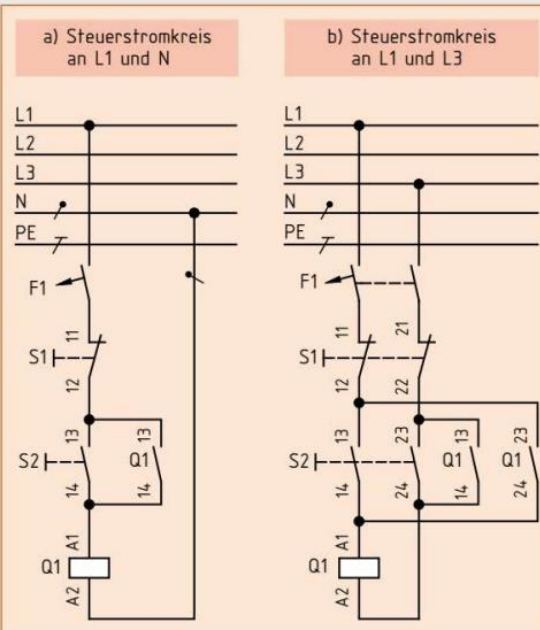 a) Steuerstromkreis
an L1 und N
L1
L2
L3
N
PE
F1
11
S1
12
13
13
S2
Q1
14
14
A1
Q1
A2
b) Steuerstromkreis
an L1 und L3
L1
L2
L3
N
PE
F1
11
21
S1
12
22
13
23
13
23
S2
Q1
Q1
14
24
14
24
A1
Q1
A2